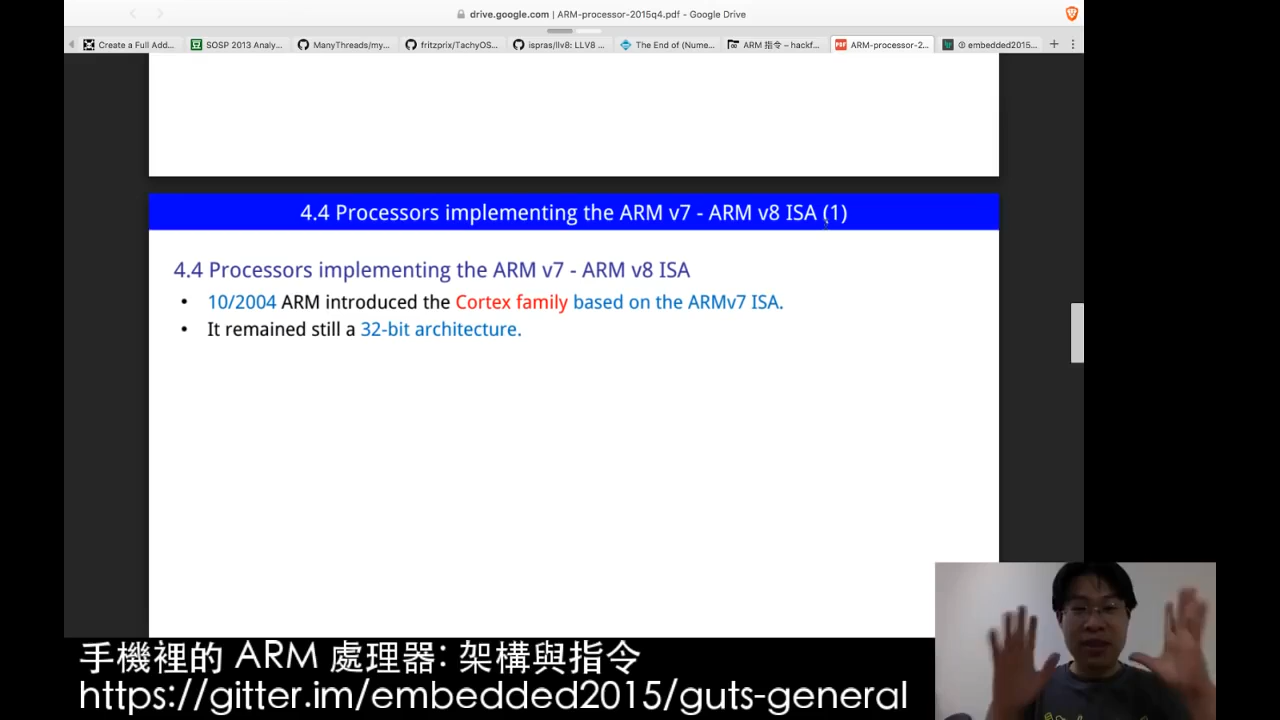 drive.google.com | ARM-processor-2015q4.pdf - Google Drive
Create a Full Add... SOSP 2013 Analy... ManyThreads/my... fritzprix/TachyOS... ispras/llv8: LLV8 ... The End of (Nume... ARM 指令 – hackf... ARM-processor-2... embedded2015...
4.4 Processors implementing the ARM v7 - ARM v8 ISA (1)
4.4 Processors implementing the ARM v7 - ARM v8 ISA
• 10/2004 ARM introduced the Cortex family based on the ARMv7 ISA.
• It remained still a 32-bit architecture.
手機裡的 ARM 處理器: 架構與指令
https://gitter.im/embedded2015/guts-general